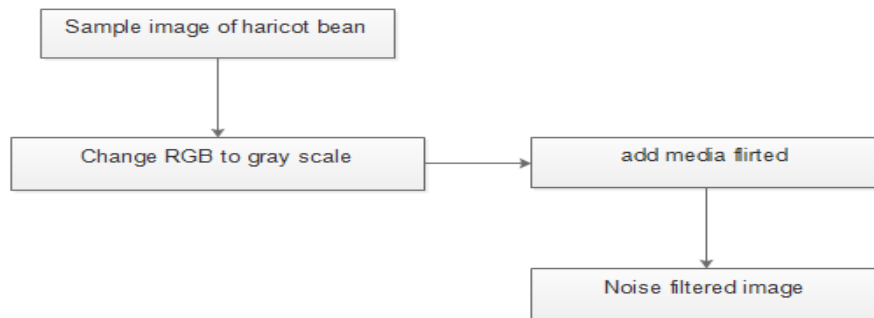 Sample image of haricot bean
Change RGB to gray scale
add media flirted
Noise filtered image